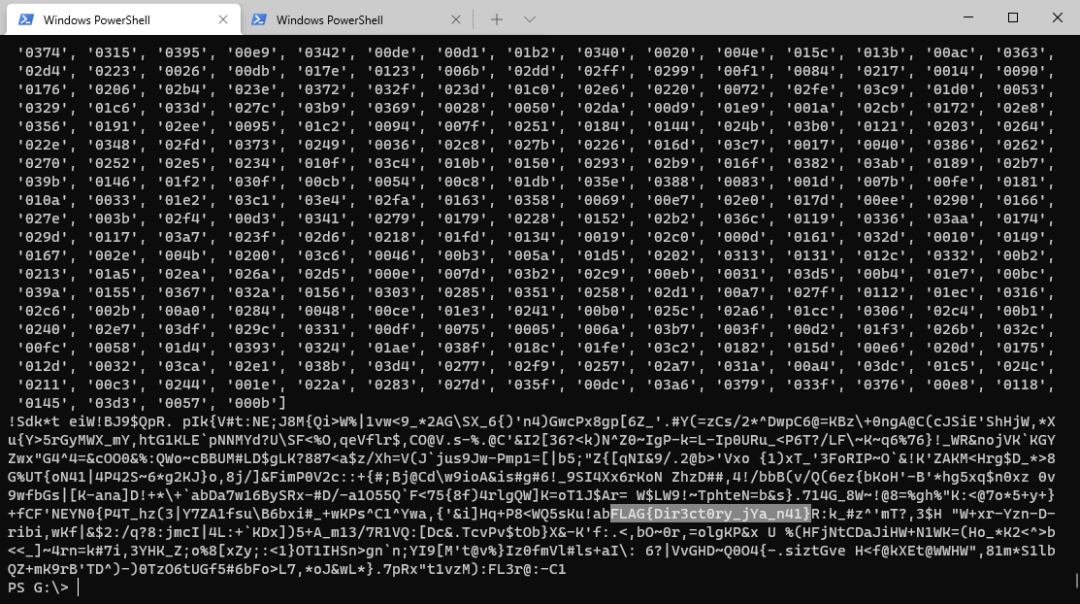 Windows PowerShell
Windows PowerShell
'0374', '0315', '0395', '00e9', '0342', '00de', '00d1', '01b2', '0340', '0020', '004e', '015c', '013b', '00ac', '0363',
'02d4', '0223', '0026', '00db', '017e', '0123', '006b', '02dd', '02ff', '0299', '00f1', '0084', '0217', '0014', '0090',
'0176', '0206', '02b4', '023e', '0372', '032f', '023d', '01c0', '02e6', '0220', '0072', '02fe', '03c9', '01d0', '0053',
'0329', '01c6', '033d', '027c', '03b9', '0369', '0028', '0050', '02da', '00d9', '01e9', '001a', '02cb', '0172', '02e8',
'0356', '0191', '02ee', '0095', '01c2', '0094', '007f', '0251', '0184', '0144', '024b', '03b0', '0121', '0203', '0264',
'022e', '0348', '02fd', '0373', '0249', '0036', '02c8', '027b', '0226', '016d', '03c7', '0017', '0040', '0386', '0262',
'0270', '0252', '02e5', '0234', '010f', '03c4', '010b', '0150', '0293', '02b9', '016f', '0382', '03ab', '0189', '02b7',
'039b', '0146', '01f2', '030f', '00cb', '0054', '00c8', '01db', '035e', '0388', '0083', '001d', '007b', '00fe', '0181',
'010a', '0033', '01e2', '03c1', '03e4', '02fa', '0163', '0358', '0069', '00e7', '02e0', '017d', '00ee', '0290', '0166',
'027e', '003b', '02f4', '00d3', '0341', '0279', '0179', '0228', '0152', '02b2', '036c', '0119', '0336', '03aa', '0174',
'029d', '0117', '03a7', '023f', '02d6', '0218', '01fd', '0134', '0019', '02c0', '000d', '0161', '032d', '0010', '0149',
'0167', '002e', '004b', '0200', '03c6', '0046', '00b3', '005a', '01d5', '0202', '0313', '0131', '012c', '0332', '00b2',
'0213', '01a5', '02ea', '026a', '02d5', '000e', '007d', '03b2', '02c9', '00eb', '0031', '03d5', '00b4', '01e7', '00bc',
'039a', '0155', '0367', '032a', '0156', '0303', '0285', '0351', '0258', '02d1', '00a7', '027f', '0112', '01ec', '0316',
'02c6', '002b', '00a0', '0284', '0048', '00ce', '01e3', '0241', '00b0', '025c', '02a6', '01cc', '0306', '02c4', '00b1',
'0240', '02e7', '03df', '029c', '0331', '00df', '0075', '0005', '006a', '03b7', '003f', '00d2', '01f3', '026b', '032c',
'00fc', '0058', '01d4', '0393', '0324', '01ae', '038f', '018c', '01fe', '03c2', '0182', '015d', '00e6', '020d', '0175',
'012d', '0032', '03ca', '02e1', '038b', '03d4', '0277', '02f9', '0257', '02a7', '031a', '00a4', '03dc', '01c5', '024c',
'0211', '00c3', '0244', '001e', '022a', '0283', '027d', '035f', '00dc', '03a6', '0379', '033f', '0376', '00e8', '0118',
'0145', '03d3', '0057', '000b']
!Sdk*t eiW!BJ9$QpR. pIk{V#t:NE;J8M{Qi>W%|1vw<9_*2AG\SX_6{)'n4)GwcPx8gp[6Z_'.#Y(=zCs/2*^DwpC6@=KBz\+0ngA@C(cJSiE'ShHjW,*X
u{Y>5rGyMWX_mY,htG1KLE`pNNMYd?U\SF<%O,qeVflr$,CO@V.s-%.@C'&I2[36?<k)N^Z0~IgP-k=L-Ip0URu_<P6T?/LF\~K~q6%76}!_WR&nojVK`KGY
Zwx"G4^4=&cOO0&%:QWo~cBBUM#LD$gLK?887<a$z/Xh=V(J`jus9Jw-Pmp1=[|b5;"Z{[qNI&9/.2@b>'Vxo {1)xT_'3FoRIP~O`&!K'ZAKM<Hrg$D_*>8
G%UT{oN41|4P42S~6*g2KJ}o,8j/]&FimP0V2c::+{#;Bj@Cd\w9ioA&is#g#6!_9SI4Xx6rKoN ZhzD##,4!/bbB(v/Q(6ez{bKoH'-B'*hg5xq$n0xz 0v
9wfbGs|[K-ana]D!+*\+`abDa7w16BySRx-#D/-a1O55Q`F<75{8f)4rlgQW]K=oT1J$Ar= W$LW9!~TphteN=b&s}.714G_8W~!@8=%gh%"K:<@7o*5+y+}
+fCF'NEYN0{P4T_hz(3|Y7ZA1fsu\B6bxi#_+wKPs^C1^Ywa,{'&i]Hq+P8<WQ5sKu!abFLAG{Dir3ct0ry_jYa_n41}R:k_#z^'mT?,3$H "W+xr-Yzn-D-
ribi,wKf|&$2:/q?8:jmcI|4L:+`KDx])5+A_m13/7R1VQ:[Dc&.TcvPv$tOb}X&-K'f:.<,bO~0r,=olgKP&x U %(HFjNtCDaJiHW+N1WK=(Ho_*K2<^>b
<<_]~4rn=k#7i,3YHK_Z;o%8[xZy;:<1}OT1IHSn>gn`n;YI9[M't@v%}Iz0fmVl#ls+aI\: 6?|VvGHD~Q0O4{-.siztGve H<f@kXEt@WWHW",81m*S1lb
QZ+mK9rB'TD^)-)0TzO6tUGf5#6bFo>L7,*oJ&wL*}.7pRx"t1vzM):FL3r@:-C1
PS G:\>